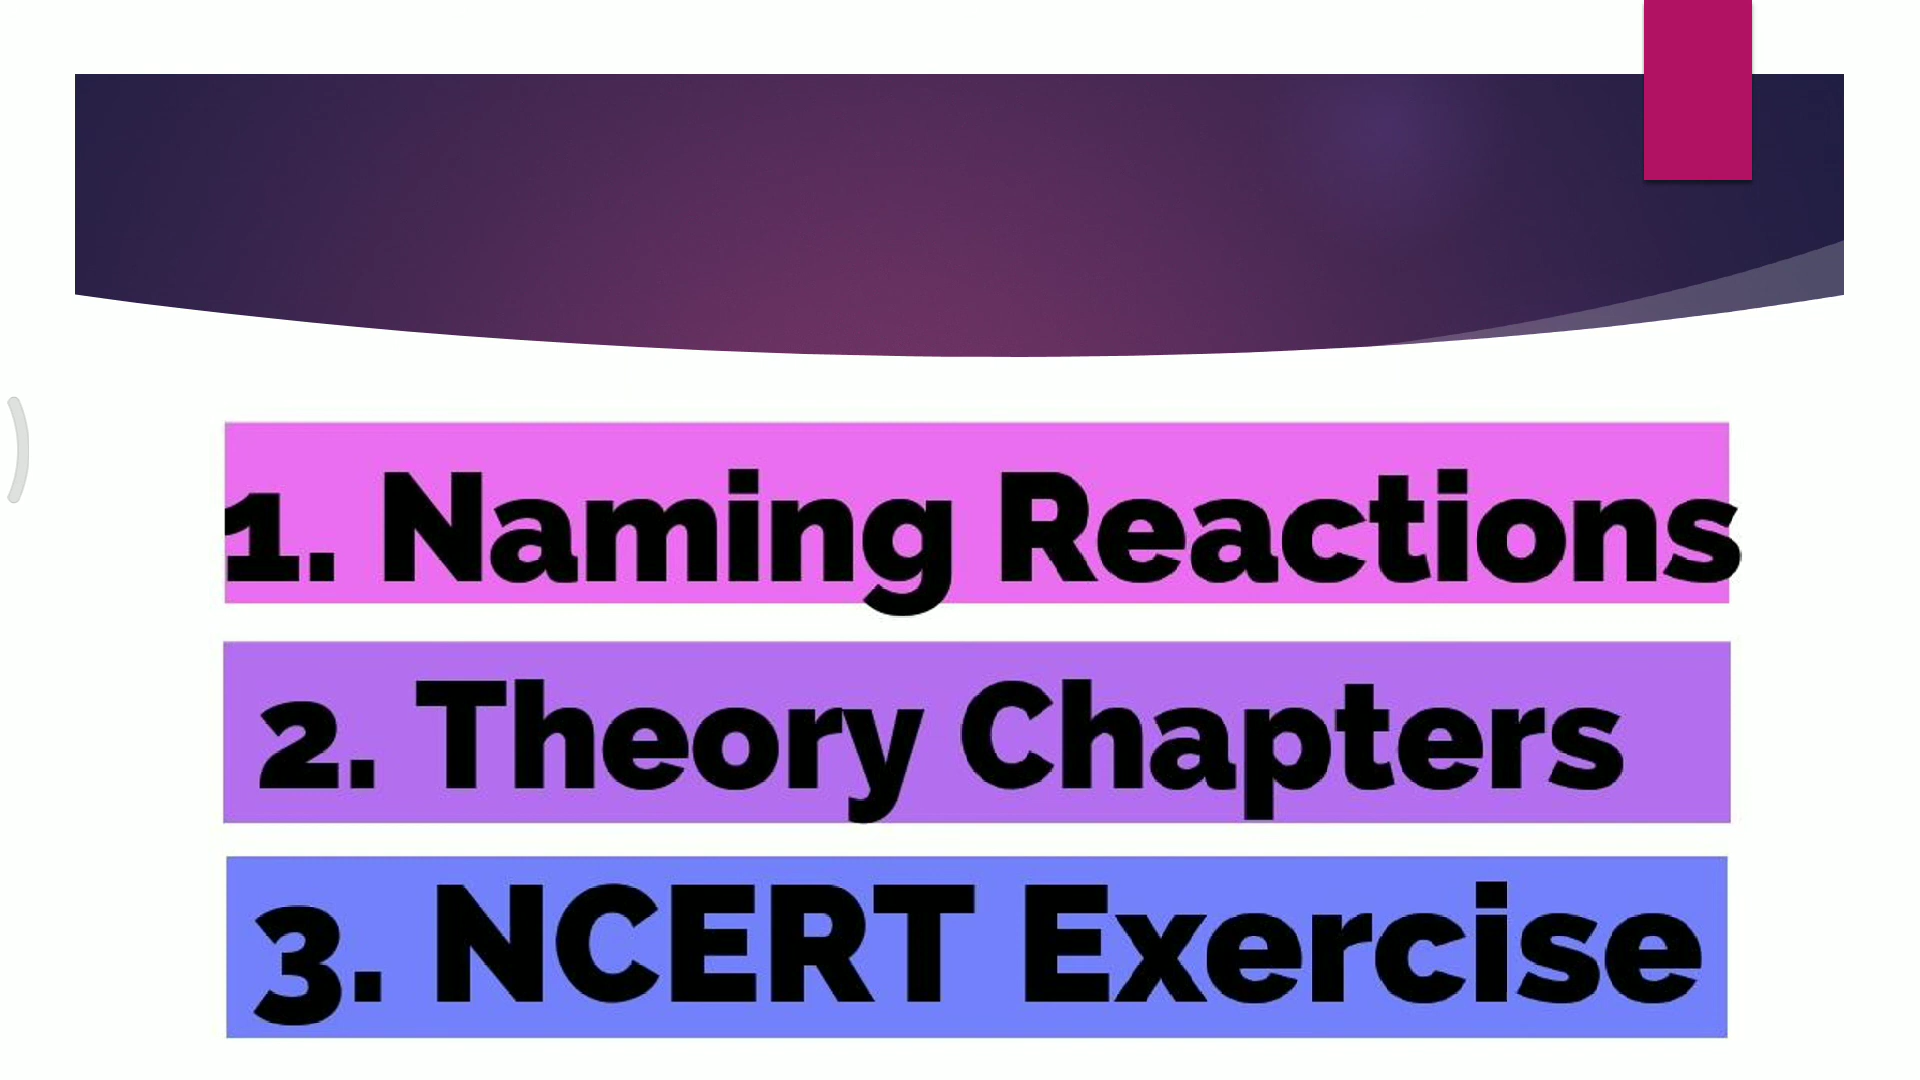 1. Naming Reactions
2. Theory Chapters
3. NCERT Exercise